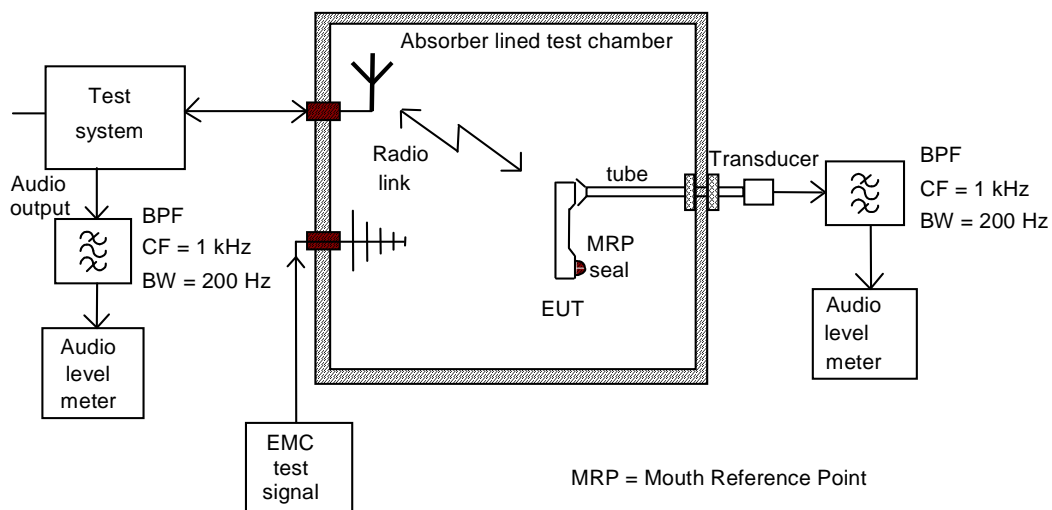 Absorber lined test chamber
Test
system
Radio
link
Audio
output
BPF
CF = 1 kHz
BW = 200 Hz
Audio
level
meter
EMC
test
signal
tube
MRP
seal
EUT
Transducer
BPF
CF = 1 kHz
BW = 200 Hz
Audio
level
meter
MRP = Mouth Reference Point